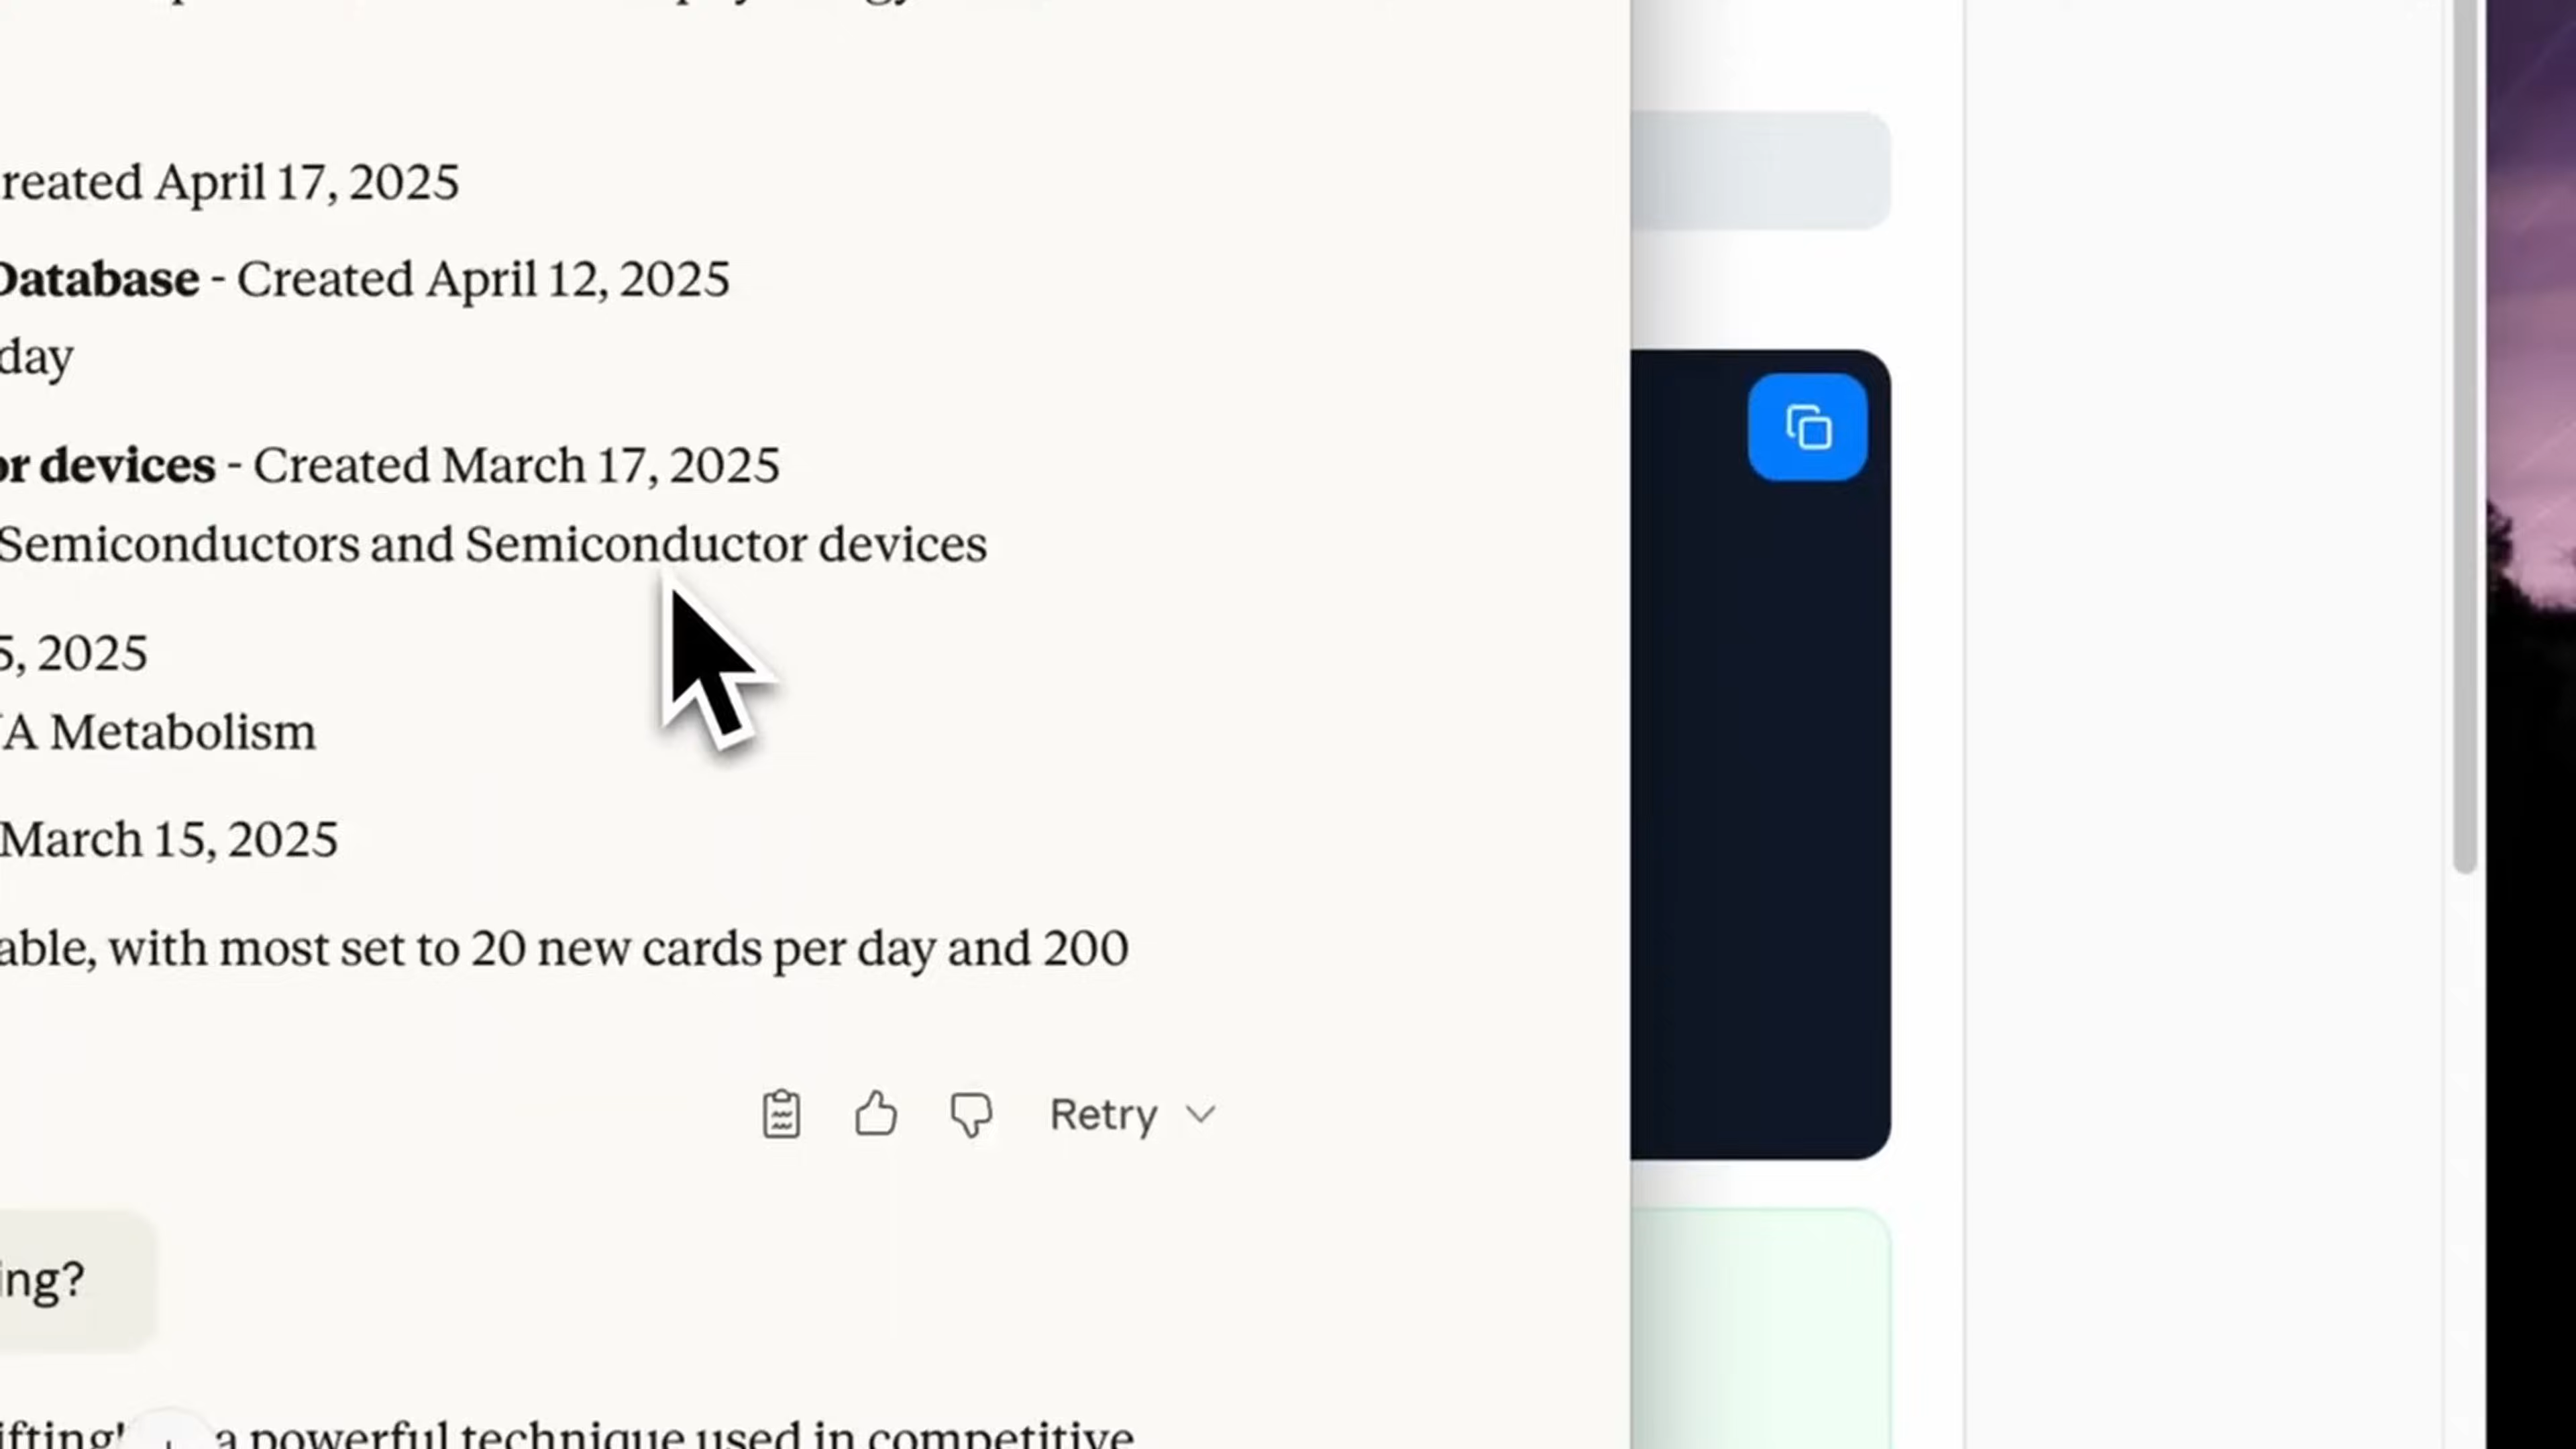 reated April 17, 2025
Database - Created April 12, 2025
day
or devices - Created March 17, 2025
Semiconductors and Semiconductor devices
5, 2025
A Metabolism
March 15, 2025
able, with most set to 20 new cards per day and 200
Retry
ing?
ifting! a powerful technique used in competitive